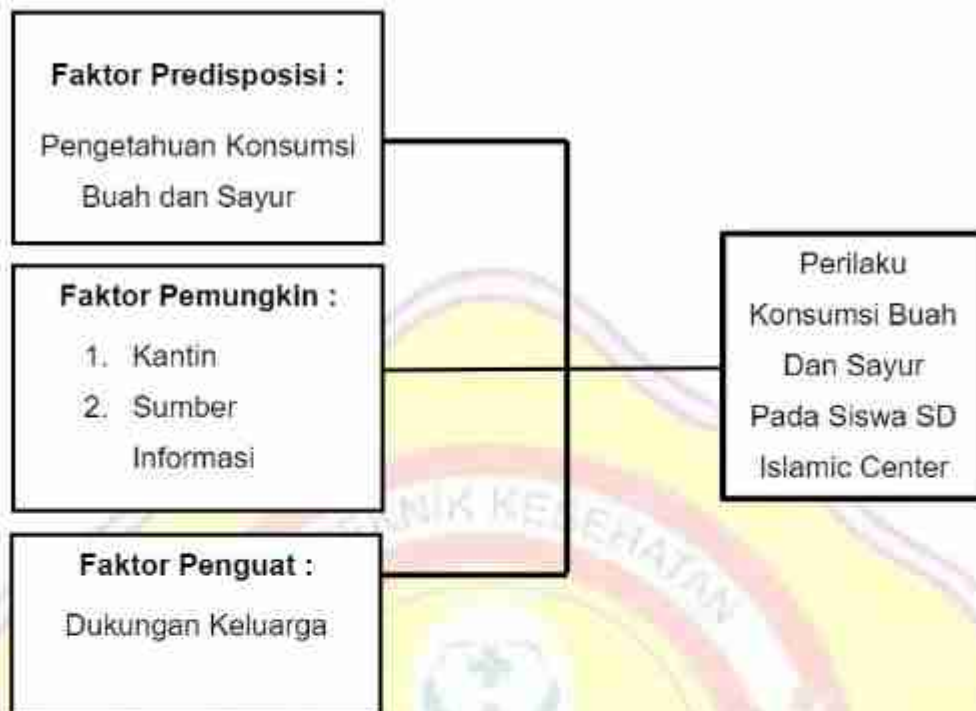 Faktor Predisposisi :
Pengetahuan Konsumsi
Buah dan Sayur
Faktor Pemungkin :
1. Kantin
2. Sumber
Informasi
Faktor Penguat :
Dukungan Keluarga
Perilaku
Konsumsi Buah
Dan Sayur
Pada Siswa SD
Islamic Center
KESEHATAN